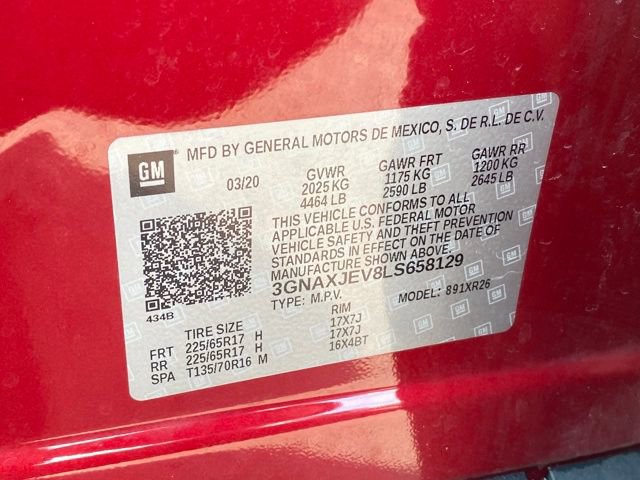 GM MFD BY GENERAL MOTORS DE MEXICO, S. DE R.L. DE C.V.
03/20 GVWR GAWR FRT GAWR RR
2025 KG 1175 KG 1200 KG
4464 LB 2590 LB 2645 LB
THIS VEHICLE CONFORMS TO ALL
APPLICABLE U.S. FEDERAL MOTOR
VEHICLE SAFETY AND THEFT PREVENTION
STANDARDS IN EFFECT ON THE DATE OF
MANUFACTURE SHOWN ABOVE.
3GNAXJEV8LS658129
TYPE: M.P.V. MODEL: 891XR26
434B
TIRE SIZE RIM
FRT 225/65R17 H 17X7J
RR 225/65R17 H 17X7J
SPA T135/70R16 M 16X4BT